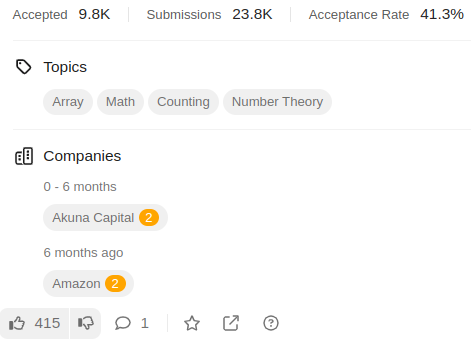 Accepted 9.8K Submissions 23.8K Acceptance Rate 41.3%
Topics
Array Math Counting Number Theory
Companies
0 - 6 months
Akuna Capital 2
6 months ago
Amazon 2
415 1